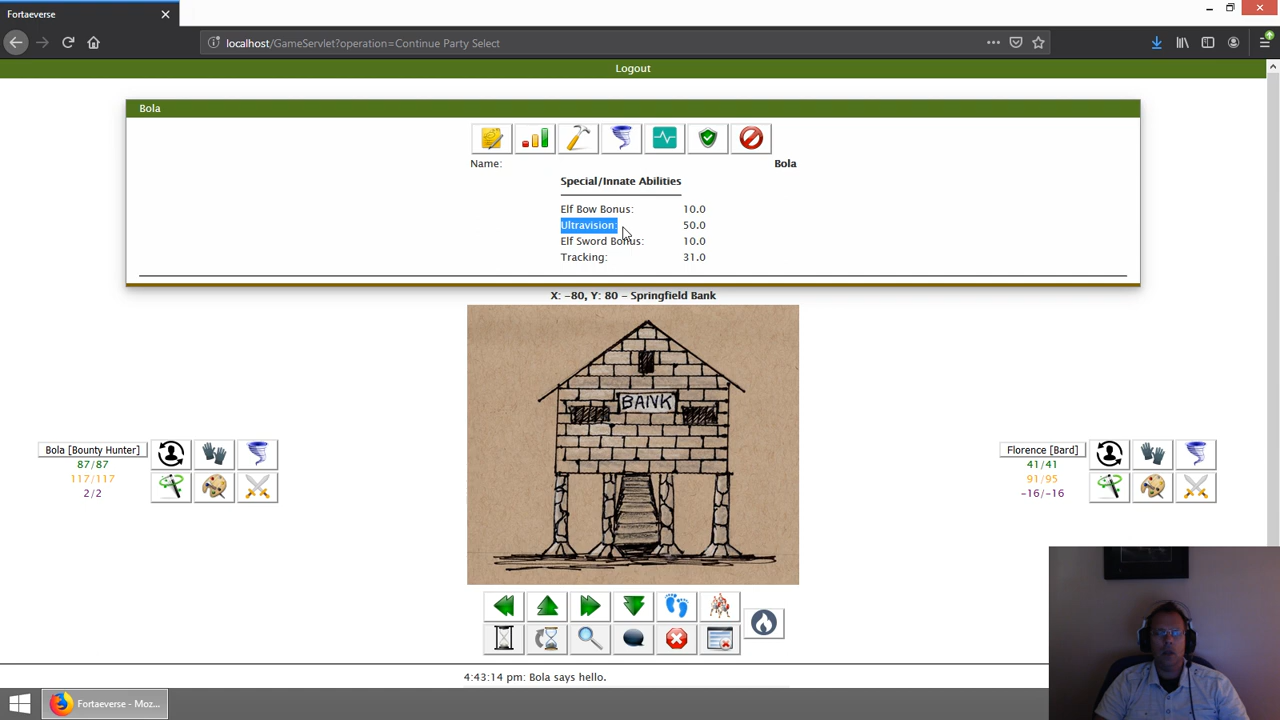 Fortaeverse
localhost/GameServlet?operation=Continue Party Select
Logout
Bola
Name: Bola
Special/Innate Abilities
Elf Bow Bonus: 10.0
Ultravision: 50.0
Elf Sword Bonus: 10.0
Tracking: 31.0
X: -80, Y: 80 - Springfield Bank
BANK
Bola [Bounty Hunter]
87/87
117/117
2/2
Florence [Bard]
41/41
91/95
-16/-16
4:43:14 pm: Bola says hello.
Fortaeverse - Moz...